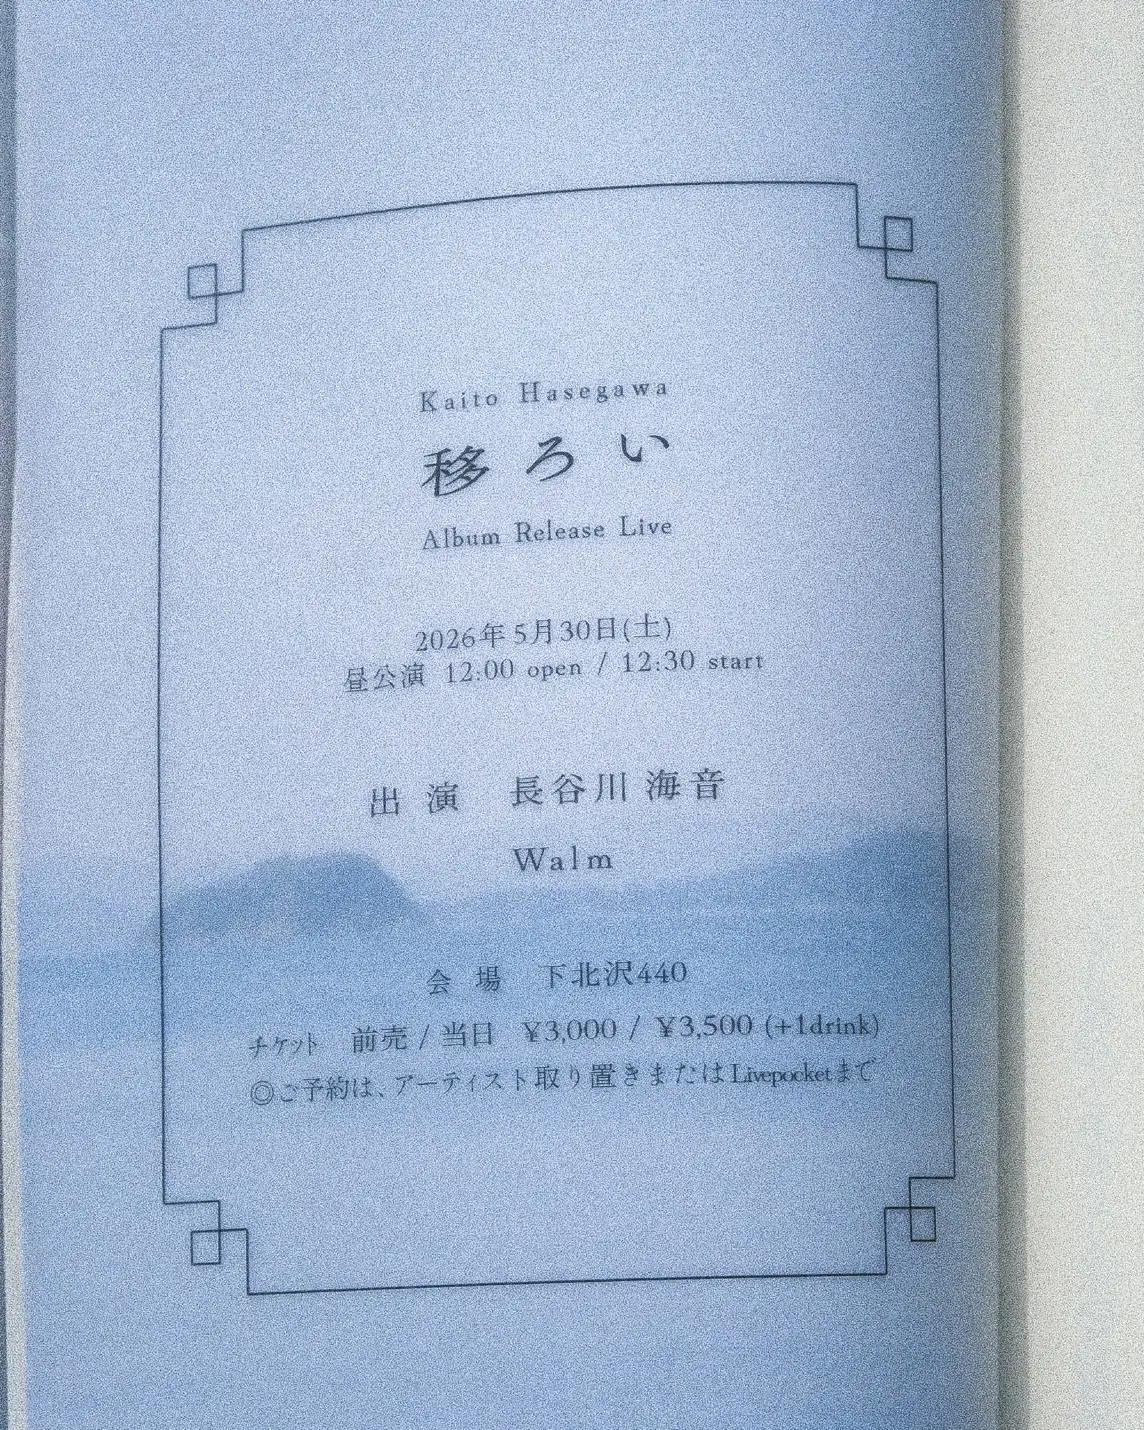 Kaito Hasegawa
移ろい
Album Release Live
2026年5月30日(土)
昼公演 12:00 open / 12:30 start
出演 長谷川海音
Walm
会場 下北沢440
チケット 前売 / 当日 ¥3,000 / ¥3,500 (+1drink)
◎ご予約は、アーティスト取り置きまたはLivepocketまで